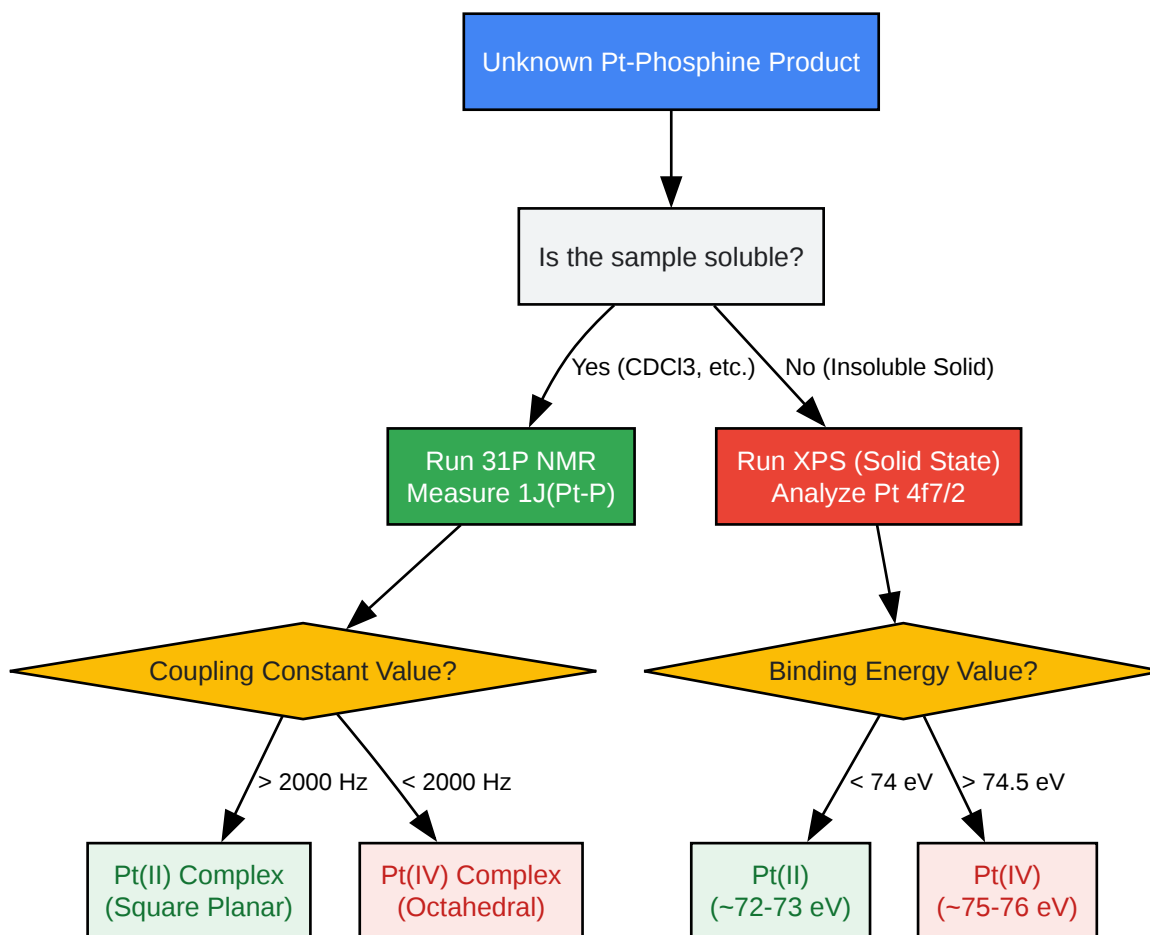 Unknown Pt-Phosphine Product
Is the sample soluble?
Yes (CDCl3, etc.)
No (Insoluble Solid)
Run 31P NMR
Measure 1J(Pt-P)
Run XPS (Solid State)
Analyze Pt 4f7/2
Coupling Constant Value?
Binding Energy Value?
> 2000 Hz
< 2000 Hz
< 74 eV
> 74.5 eV
Pt(II) Complex
(Square Planar)
Pt(IV) Complex
(Octahedral)
Pt(II)
(~72-73 eV)
Pt(IV)
(~75-76 eV)